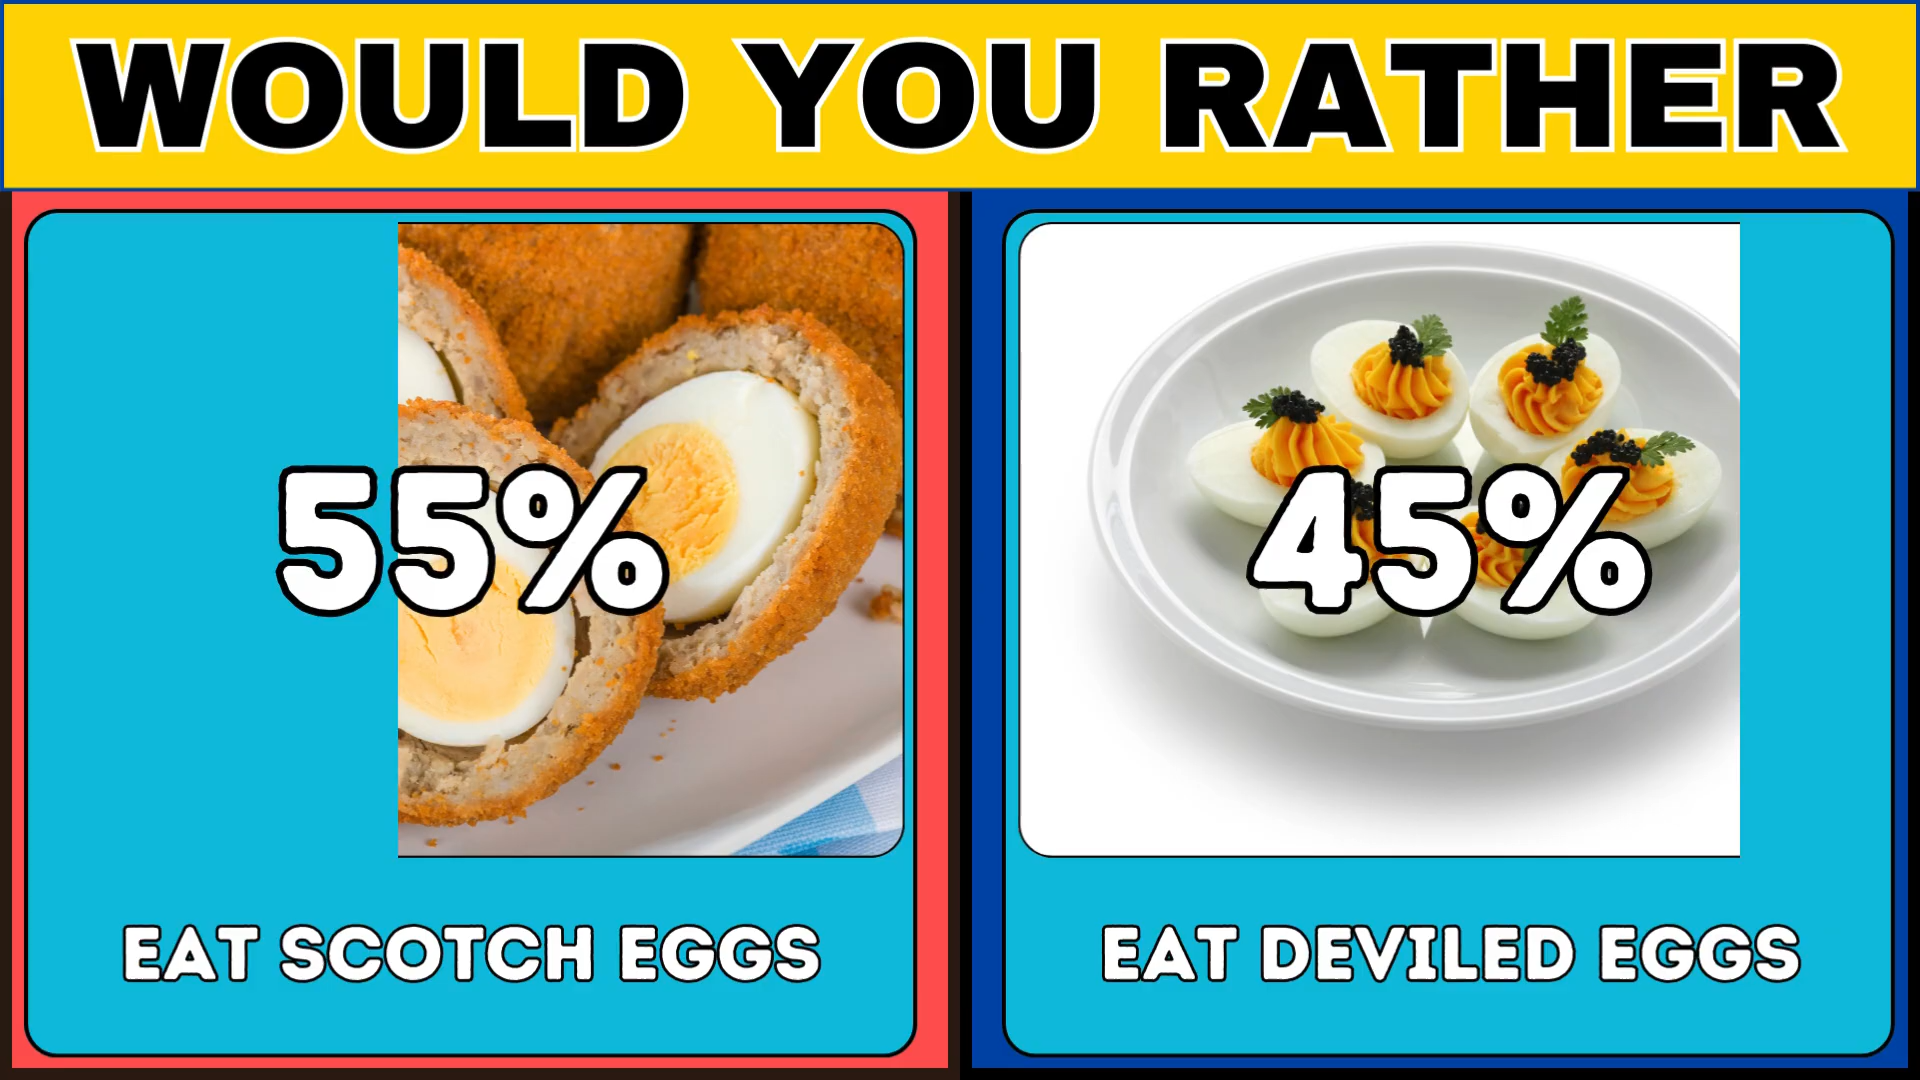 WOULD YOU RATHER
55%
45%
EAT SCOTCH EGGS
EAT DEVILED EGGS